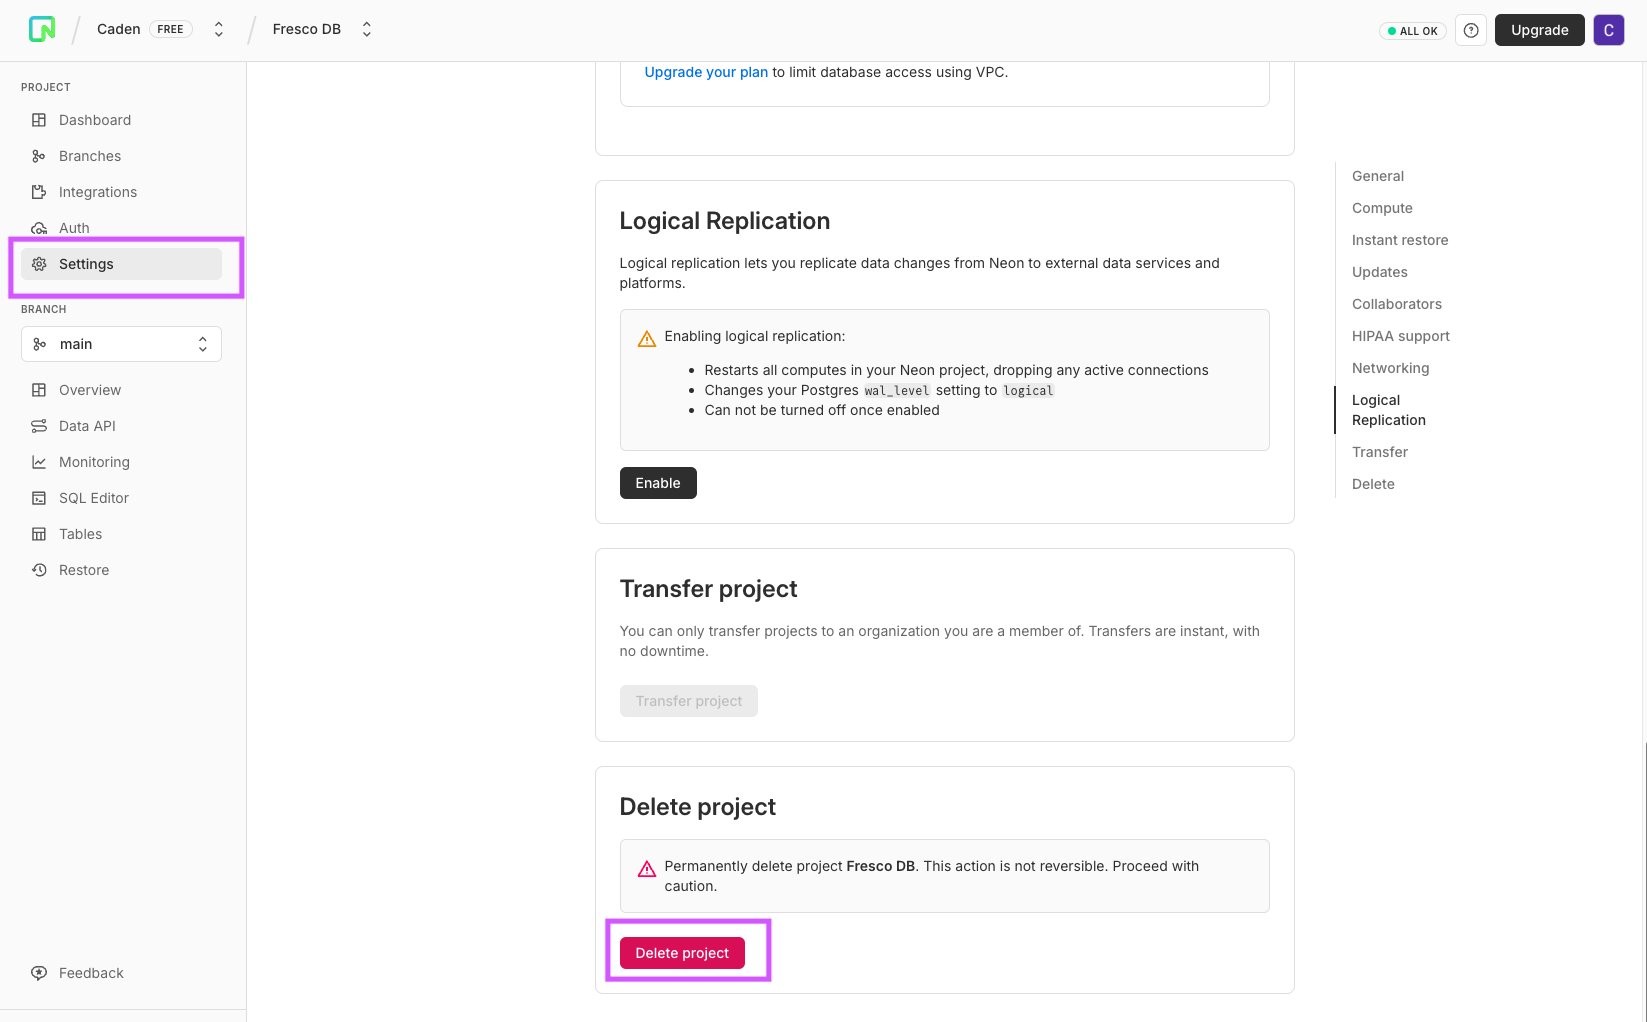 Caden FREE
Fresco DB
ALL OK
Upgrade
C
PROJECT
Dashboard
Branches
Integrations
Auth
Settings
BRANCH
main
Overview
Data API
Monitoring
SQL Editor
Tables
Restore
Feedback
Upgrade your plan to limit database access using VPC.
Logical Replication
Logical replication lets you replicate data changes from Neon to external data services and
platforms.
Enabling logical replication:
• Restarts all computes in your Neon project, dropping any active connections
• Changes your Postgres wal_level setting to logical
• Can not be turned off once enabled
Enable
Transfer project
You can only transfer projects to an organization you are a member of. Transfers are instant, with
no downtime.
Transfer project
Delete project
Permanently delete project Fresco DB. This action is not reversible. Proceed with
caution.
Delete project
General
Compute
Instant restore
Updates
Collaborators
HIPAA support
Networking
Logical
Replication
Transfer
Delete